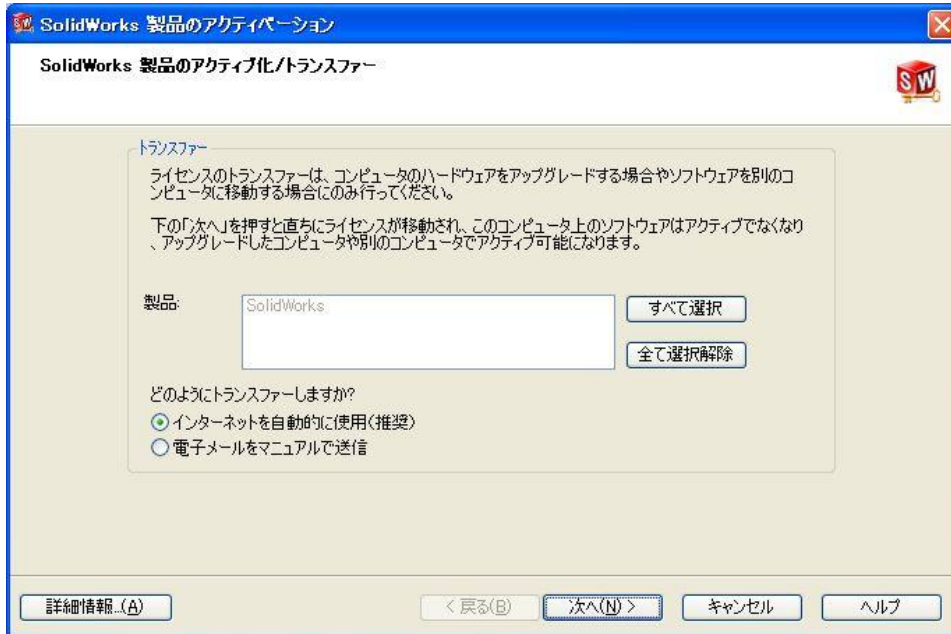 SolidWorks 製品のアクティベーション
SolidWorks 製品のアクティブ化/トランスファー
SW
トランスファー
ライセンスのトランスファーは、コンピュータのハードウェアをアップグレードする場合やソフトウェアを別のコ
ンピュータに移動する場合にのみ行ってください。
下の「次へ」を押すと直ちにライセンスが移動され、このコンピュータ上のソフトウェアはアクティブでなくなり
、アップグレードしたコンピュータや別のコンピュータでアクティブ可能になります。
製品:
SolidWorks
すべて選択
全て選択解除
どのようにトランスファーしますか?
インターネットを自動的に使用(推奨)
電子メールをマニュアルで送信
詳細情報...(A)
< 戻る(B)
次へ(N) >
キャンセル
ヘルプ